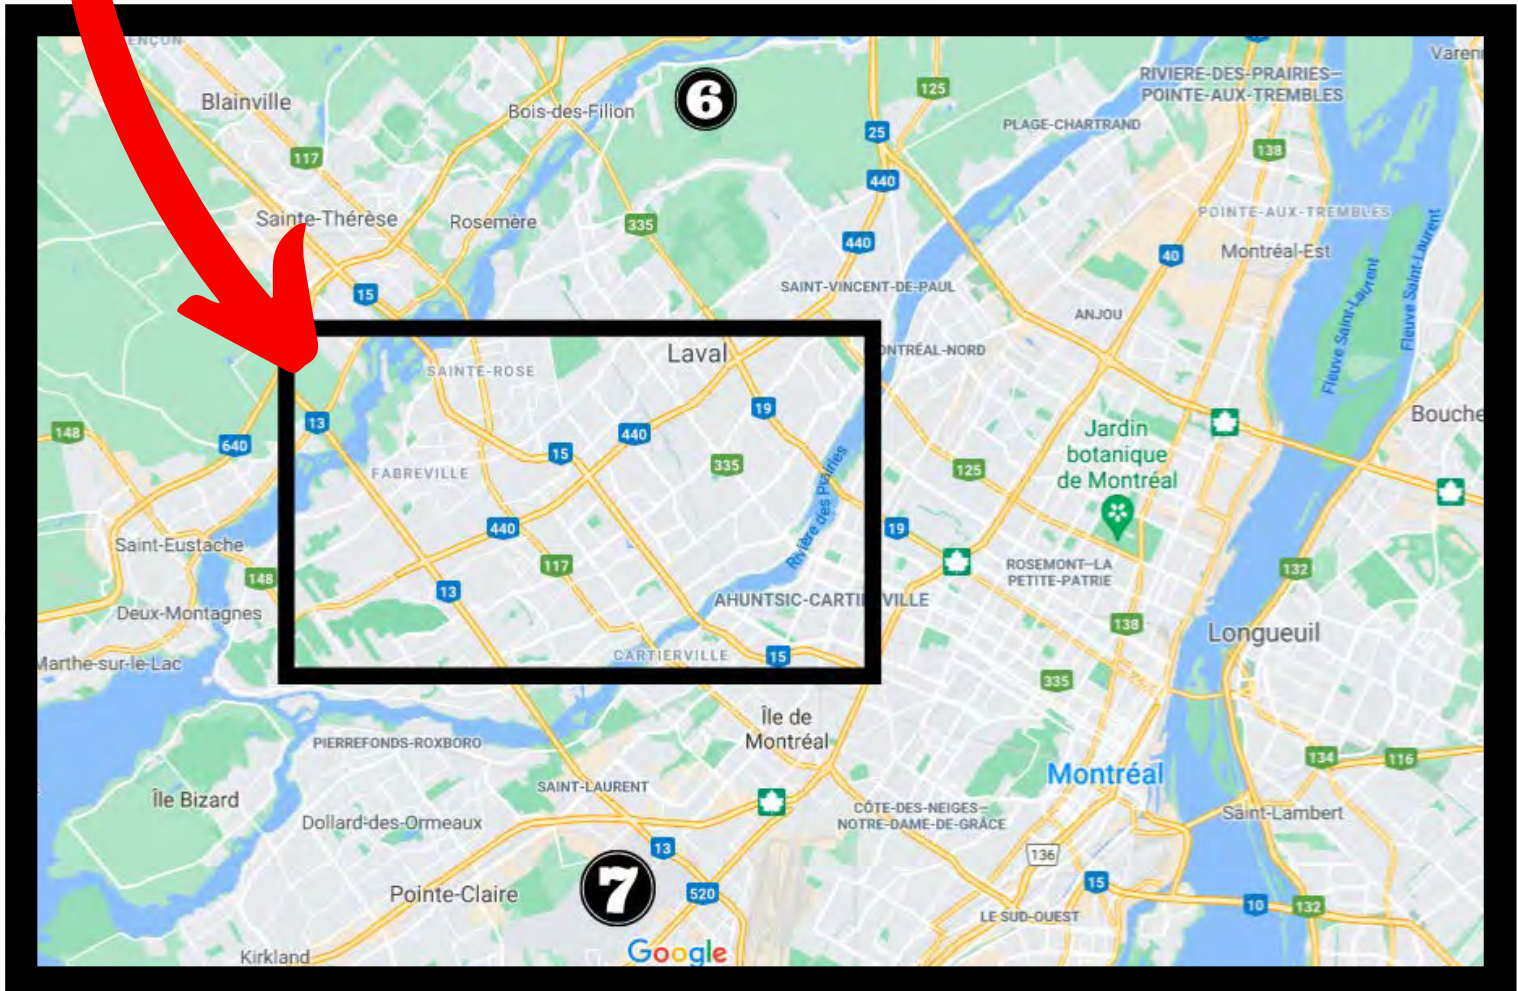 ENÇON
Varen
RIVIERE-DES-PRAIRIES–
POINTE-AUX-TREMBLES
Blainville
Bois-des-Filion
6
125
PLAGE-CHARTRAND
25
117
138
440
Sainte-Thérèse
Rosemère
335
POINTE-AUX-TREMBLES
440
40
Montréal-Est
Fleuve Saint-Laurent
Fleuve Saint-Laurent
15
SAINT-VINCENT-DE-PAUL
ANJOU
Laval
ONTRÉAL-NORD
SAINTE-ROSE
19
13
148
640
440
15
Bouche
Jardin
botanique
de Montréal
FABREVILLE
335
125
Rivière des Prairies
440
19
Saint-Eustache
117
ROSEMONT–LA
PETITE-PATRIE
132
148
13
Deux-Montagnes
AHUNTSIC-CARTIERVILLE
138
Longueuil
CARTIERVILLE
15
Marthe-sur-le-Lac
335
Île de
Montréal
PIERREFONDS-ROXBORO
134
116
Montréal
SAINT-LAURENT
Île Bizard
CÔTE-DES-NEIGES–
NOTRE-DAME-DE-GRÂCE
Saint-Lambert
Dollard-des-Ormeaux
13
136
7
Pointe-Claire
520
15
10
132
LE SUD-OUEST
Kirkland
Google